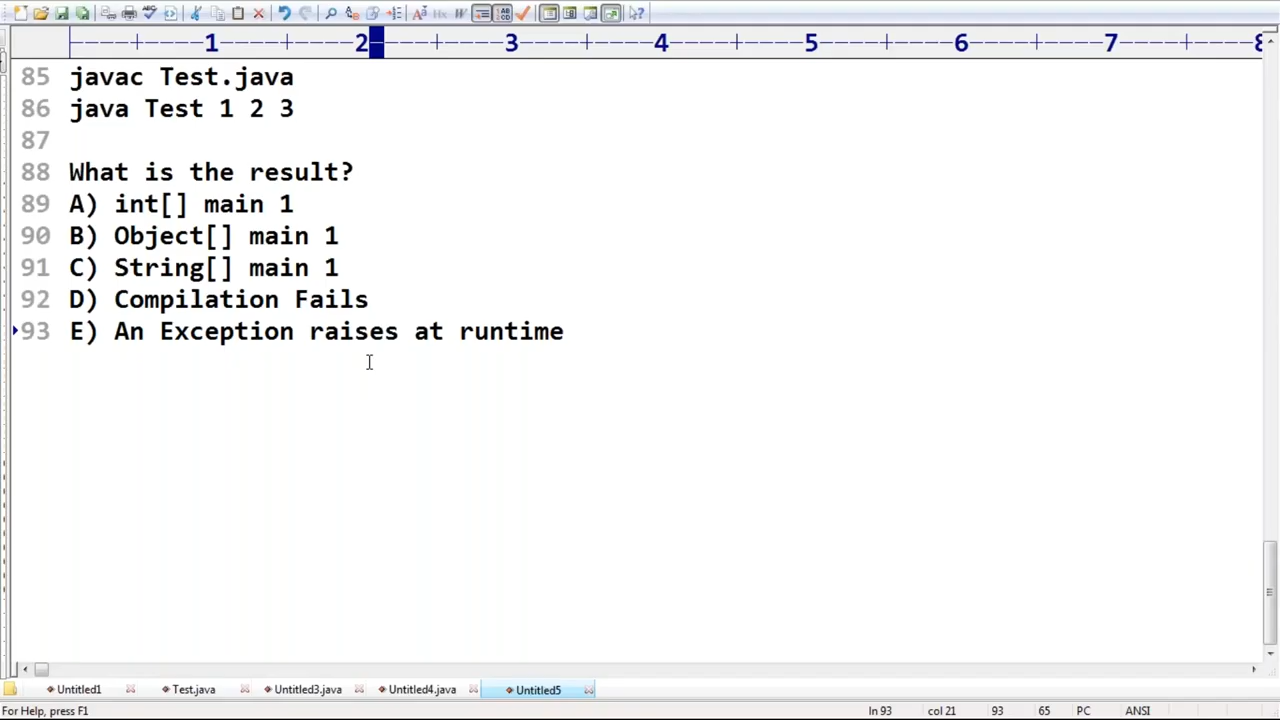 1 2 3 4 5 6 7 8
85 javac Test.java
86 java Test 1 2 3
87
88 What is the result?
89 A) int[] main 1
90 B) Object[] main 1
91 C) String[] main 1
92 D) Compilation Fails
93 E) An Exception raises at runtime
Untitled1 Test.java Untitled3.java Untitled4.java Untitled5
For Help, press F1 ln 93 col 21 93 65 PC ANSI